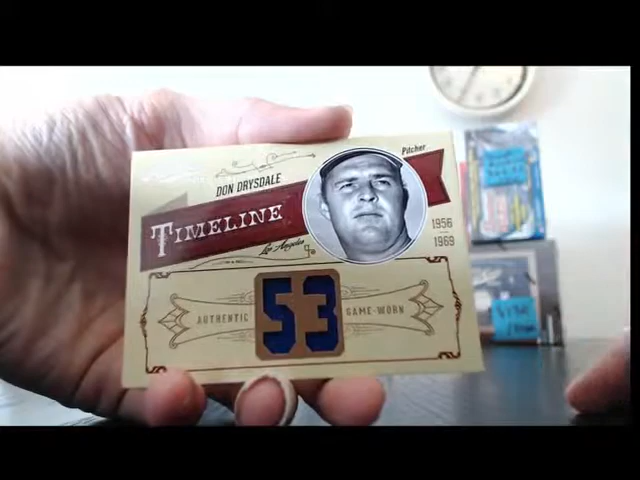 Pitcher
DON DRYSDALE
TIMELINE
Los Angeles
1956
1969
AUTHENTIC
53
GAME-WORN